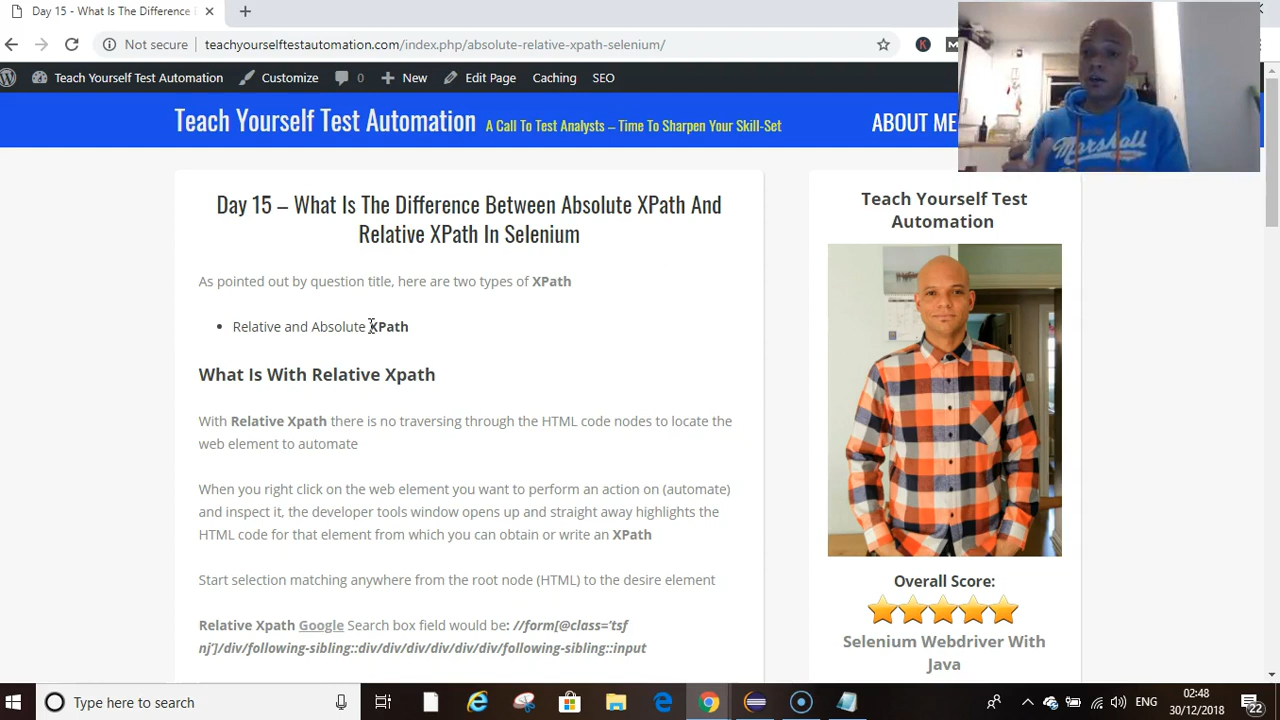 Day 15 - What Is The Difference
Not secure
teachyourselftestautomation.com/index.php/absolute-relative-xpath-selenium/
Teach Yourself Test Automation
Customize
0
New
Edit Page
Caching
SEO
Teach Yourself Test Automation
A Call To Test Analysts – Time To Sharpen Your Skill-Set
ABOUT ME
Marshall
Day 15 – What Is The Difference Between Absolute XPath And
Relative XPath In Selenium
As pointed out by question title, here are two types of XPath
Relative and Absolute XPath
What Is With Relative Xpath
With Relative Xpath there is no traversing through the HTML code nodes to locate the
web element to automate
When you right click on the web element you want to perform an action on (automate)
and inspect it, the developer tools window opens up and straight away highlights the
HTML code for that element from which you can obtain or write an XPath
Start selection matching anywhere from the root node (HTML) to the desire element
Relative Xpath Google Search box field would be: //form[@class='tsf
nj']/div/following-sibling::div/div/div/div/div/div/following-sibling::input
Teach Yourself Test
Automation
Overall Score:
Selenium Webdriver With
Java
Type here to search
ENG
02:48
30/12/2018
22